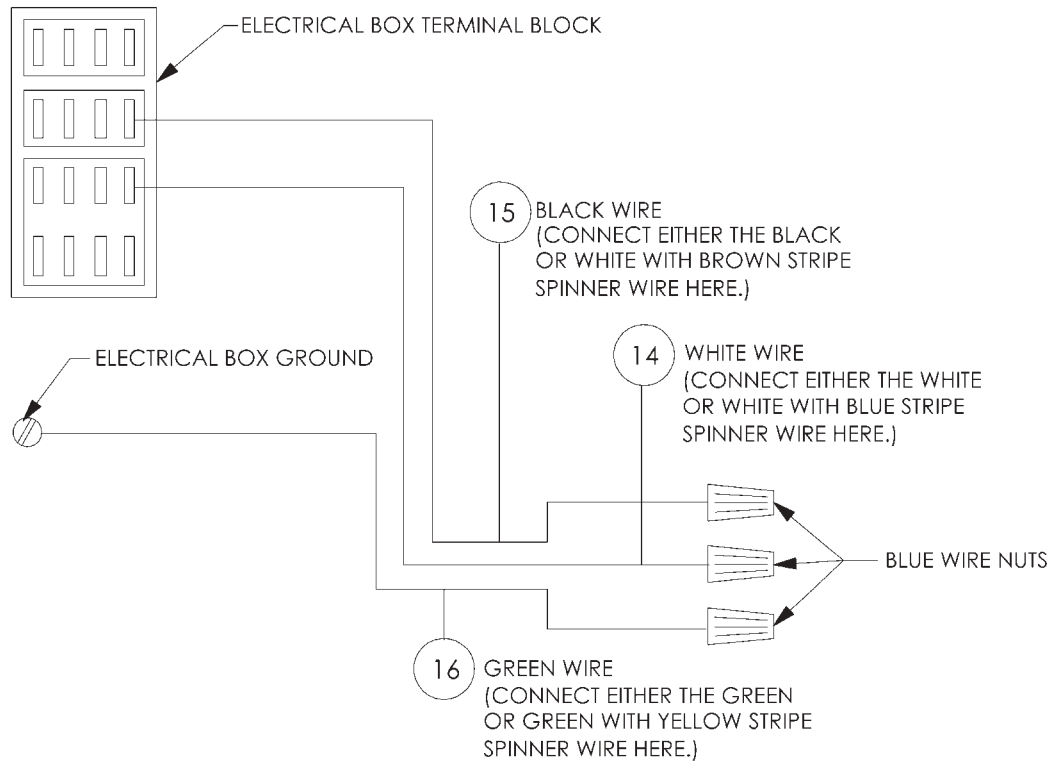 ELECTRICAL BOX TERMINAL BLOCK
15
BLACK WIRE
(CONNECT EITHER THE BLACK
OR WHITE WITH BROWN STRIPE
SPINNER WIRE HERE.)
ELECTRICAL BOX GROUND
14
WHITE WIRE
(CONNECT EITHER THE WHITE
OR WHITE WITH BLUE STRIPE
SPINNER WIRE HERE.)
BLUE WIRE NUTS
16
GREEN WIRE
(CONNECT EITHER THE GREEN
OR GREEN WITH YELLOW STRIPE
SPINNER WIRE HERE.)